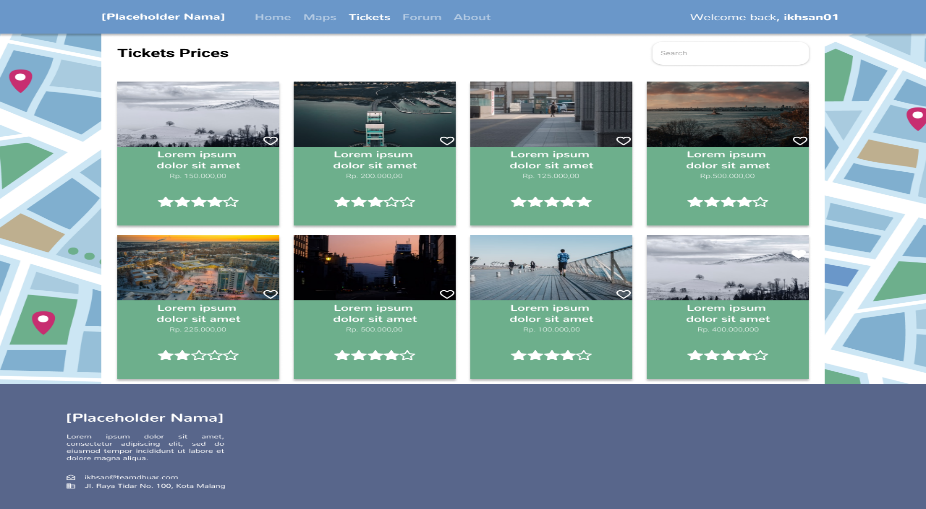 [Placeholder Nama] Home Maps Tickets Forum About Welcome back, ikhsan01
Tickets Prices
Search
Lorem ipsum
dolor sit amet
Rp. 150.000,00
Lorem ipsum
dolor sit amet
Rp. 200.000,00
Lorem ipsum
dolor sit amet
Rp. 125.000,00
Lorem ipsum
dolor sit amet
Rp.500.000,00
Lorem ipsum
dolor sit amet
Rp. 225.000,00
Lorem ipsum
dolor sit amet
Rp. 500.000,00
Lorem ipsum
dolor sit amet
Rp. 100.000,00
Lorem ipsum
dolor sit amet
Rp. 400.000,000
[Placeholder Nama]
Lorem ipsum dolor sit amet,
consectetur adipiscing elit, sed do
eiusmod tempor incididunt ut labore et
dolore magna aliqua.
ikhsan@teamdhuar.com
Jl. Raya Tidar No. 100, Kota Malang